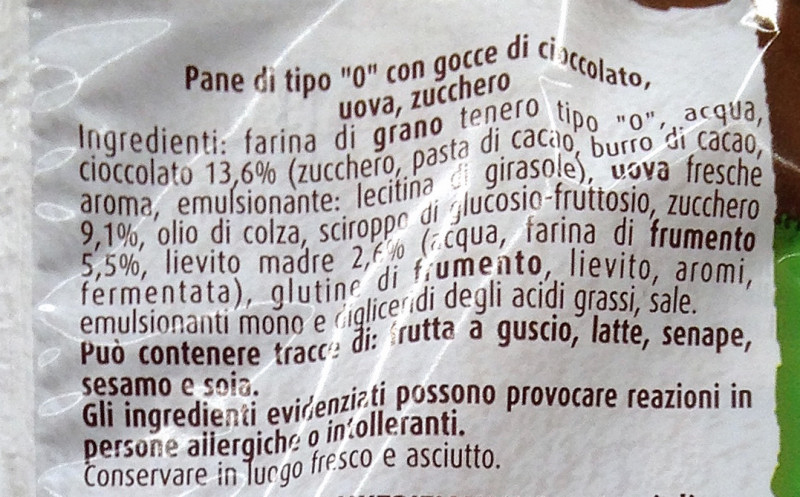 Pane di tipo "0" con gocce di cioccolato,
uova, zucchero
Ingredienti: farina di grano tenero tipo "0", acqua,
cioccolato 13,6% (zucchero, pasta di cacao, burro di cacao,
aroma, emulsionante: lecitina di girasole), uova fresche
9,1%, olio di colza, sciroppo di glucosio-fruttosio, zucchero
5,5%, lievito madre 2,6% (acqua, farina di frumento
fermentata), glutine di frumento, lievito, aromi,
emulsionanti mono e digliceridi degli acidi grassi, sale.
Può contenere tracce di: frutta a guscio, latte, senape,
sesamo e soia.
Gli ingredienti evidenziati possono provocare reazioni in
persone allergiche o intolleranti.
Conservare in luogo fresco e asciutto.